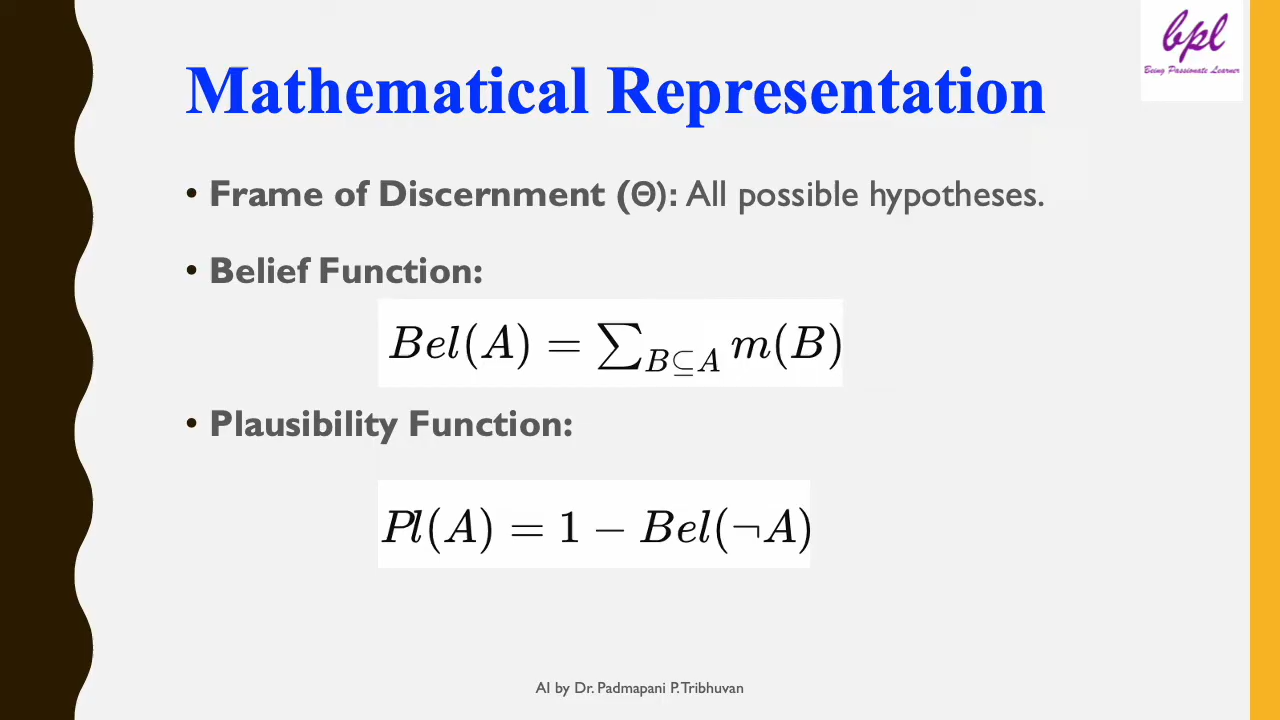 bpl
Being Passionate Learner
Mathematical Representation
• Frame of Discernment (Θ): All possible hypotheses.
• Belief Function:
Bel(A) = ∑_{B⊆A} m(B)
• Plausibility Function:
Pl(A) = 1 − Bel(¬A)
AI by Dr. Padmapani P. Tribhuvan